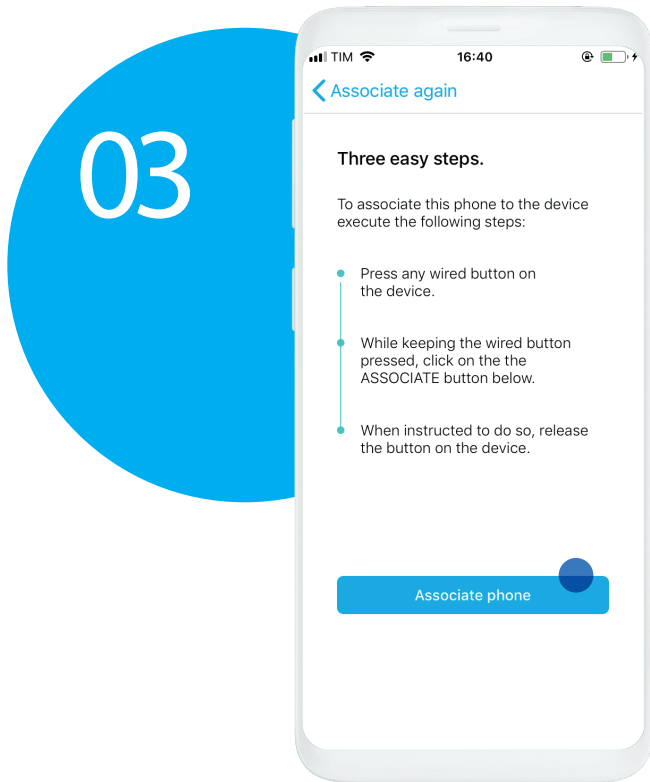 03
TIM 16:40
Associate again
Three easy steps.
To associate this phone to the device
execute the following steps:
Press any wired button on
the device.
While keeping the wired button
pressed, click on the the
ASSOCIATE button below.
When instructed to do so, release
the button on the device.
Associate phone